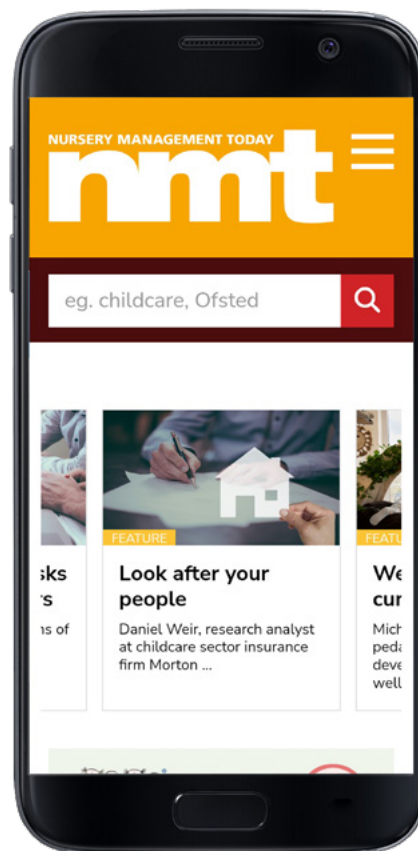 NURSERY MANAGEMENT TODAY
nmt
eg. childcare, Ofsted
FEATURE
Look after your
people
Daniel Weir, research analyst
at childcare sector insurance
firm Morton ...
sks
s
ns of
FEATU
We
cur
Mich
peda
deve
well